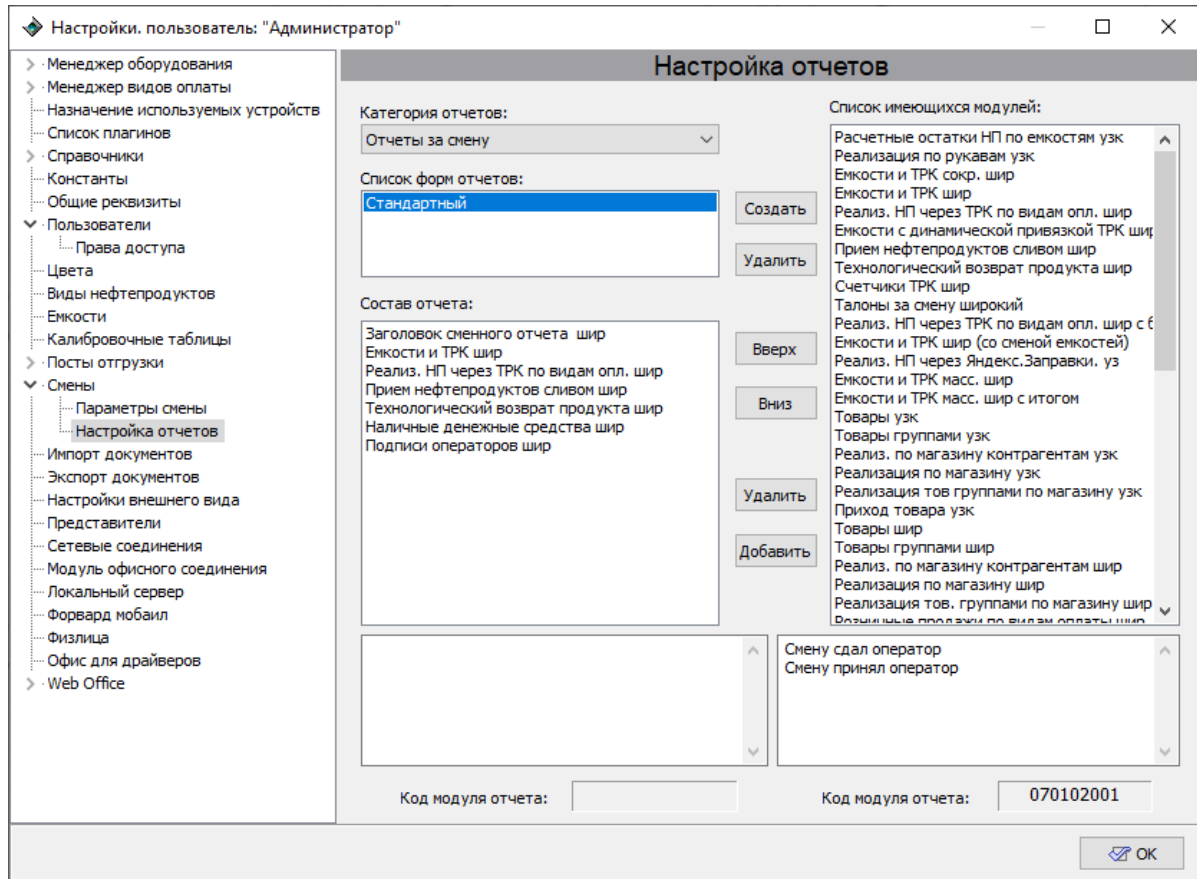 Настройки. пользователь: "Администратор"
Менеджер оборудования
Менеджер видов оплаты
Назначение используемых устройств
Список плагинов
Справочники
Константы
Общие реквизиты
Пользователи
Права доступа
Цвета
Виды нефтепродуктов
Емкости
Калибровочные таблицы
Посты отгрузки
Смены
Параметры смены
Настройка отчетов
Импорт документов
Экспорт документов
Настройки внешнего вида
Представители
Сетевые соединения
Модуль офисного соединения
Локальный сервер
Форвард мобаил
Физлица
Офис для драйверов
Web Office
Настройка отчетов
Категория отчетов:
Отчеты за смену
Список форм отчетов:
Стандартный
Создать
Удалить
Состав отчета:
Заголовок сменного отчета шир
Емкости и ТРК шир
Реализ. НП через ТРК по видам опл. шир
Прием нефтепродуктов сливом шир
Технологический возврат продукта шир
Наличные денежные средства шир
Подписи операторов шир
Вверх
Вниз
Удалить
Добавить
Список имеющихся модулей:
Расчетные остатки НП по емкостям узк
Реализация по рукавам узк
Емкости и ТРК сокр. шир
Емкости и ТРК шир
Реализ. НП через ТРК по видам опл. шир
Емкости с динамической привязкой ТРК шир
Прием нефтепродуктов сливом шир
Технологический возврат продукта шир
Счетчики ТРК шир
Талоны за смену широкий
Реализ. НП через ТРК по видам опл. шир с б
Емкости и ТРК шир (со сменой емкостей)
Реализ. НП через Яндекс.Заправки. уз
Емкости и ТРК масс. шир
Емкости и ТРК масс. шир с итогом
Товары узк
Товары группами узк
Реализ. по магазину контрагентам узк
Реализация по магазину узк
Реализация тов группами по магазину узк
Приход товара узк
Товары шир
Товары группами шир
Реализ. по магазину контрагентам шир
Реализация по магазину шир
Реализация тов. группами по магазину шир
Розничные продажи по видам оплаты шир
Смену сдал оператор
Смену принял оператор
Код модуля отчета:
Код модуля отчета:
070102001
OK